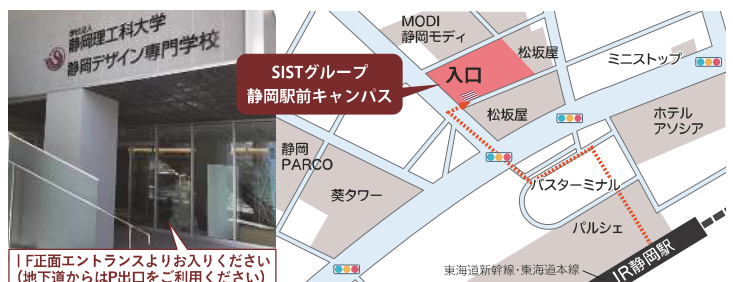 学校法人
静岡理工科大学
静岡デザイン専門学校
1F正面エントランスよりお入りください
（地下道からはP出口をご利用ください）
SISTグループ
静岡駅前キャンパス
MODI
静岡モディ
入口
松坂屋
ミニストップ
松坂屋
ホテル
アソシア
静岡
PARCO
葵タワー
バスターミナル
パルシェ
東海道新幹線・東海道本線
JR静岡駅